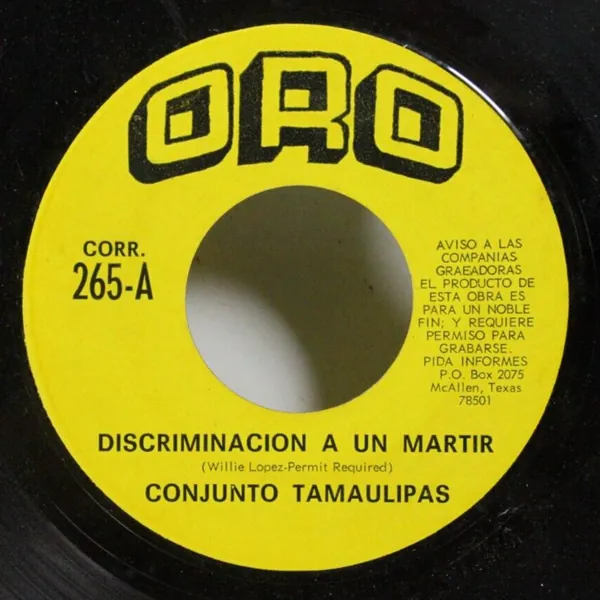 ORO
CORR.
265-A
AVISO A LAS
COMPANIAS
GRAEADORAS
EL PRODUCTO DE
ESTA OBRA ES
PARA UN NOBLE
FIN; Y REQUIERE
PERMISO PARA
GRABARSE.
PIDA INFORMES
P.O. Box 2075
McAllen, Texas
78501
DISCRIMINACION A UN MARTIR
(Willie Lopez-Permit Required)
CONJUNTO TAMAULIPAS